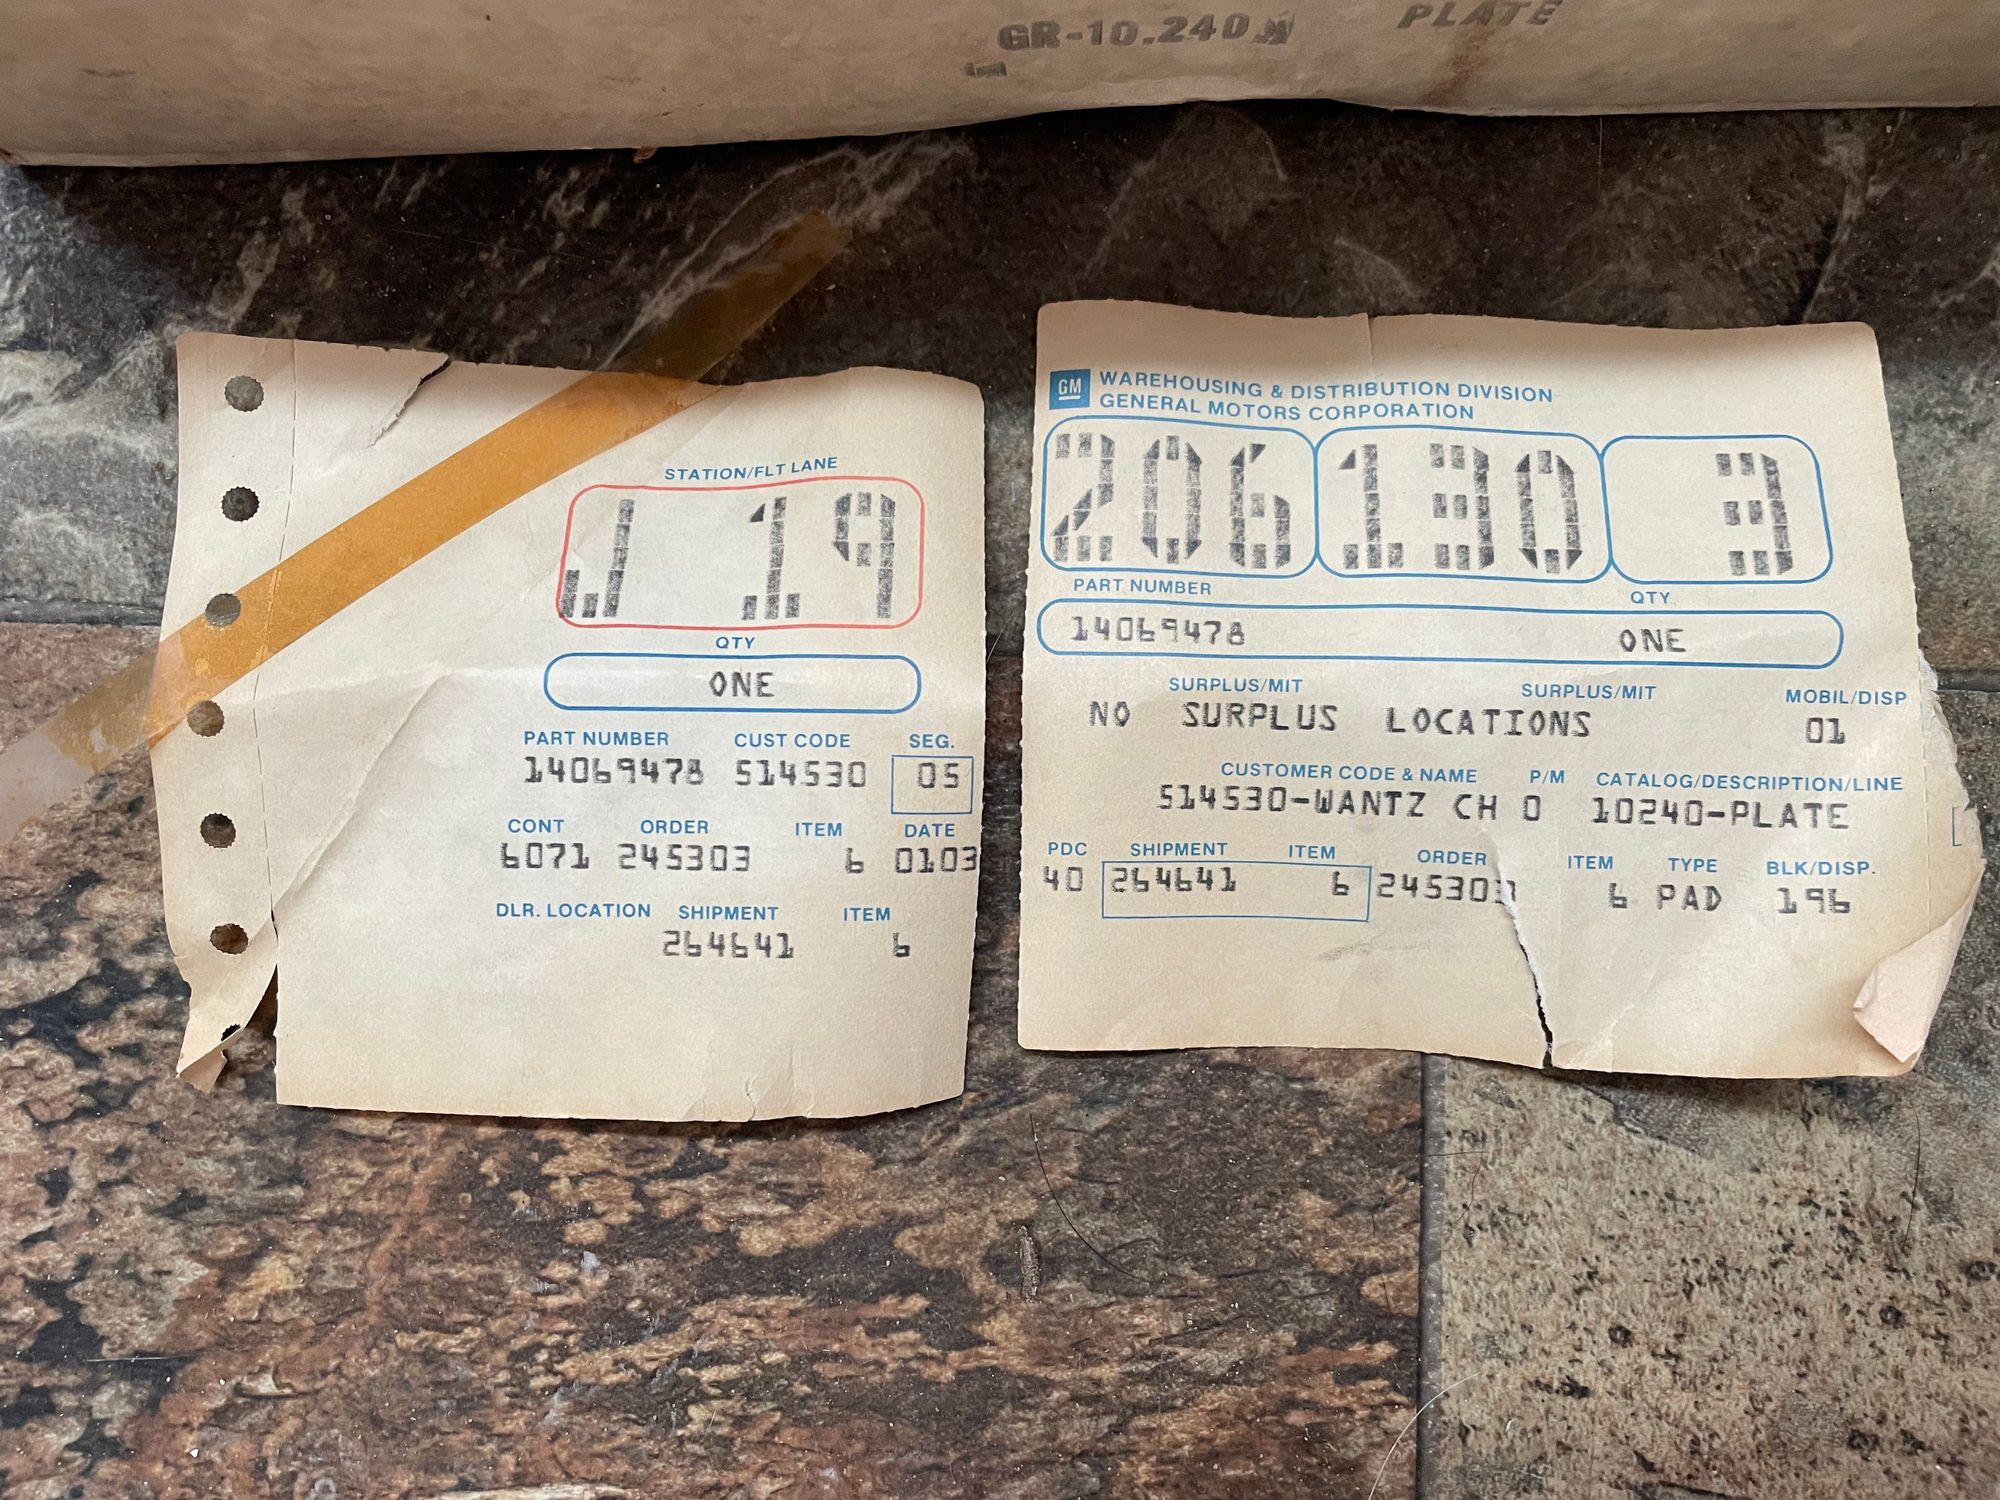 GR-10.240
PLATE
STATION/FLT LANE
J 19
QTY
ONE
PART NUMBER CUST CODE SEG.
14069478 514530 05
CONT ORDER ITEM DATE
6071 245303 6 0103
DLR. LOCATION SHIPMENT ITEM
264641 6
GM
WAREHOUSING & DISTRIBUTION DIVISION
GENERAL MOTORS CORPORATION
206 130 3
PART NUMBER QTY
14069478 ONE
SURPLUS/MIT SURPLUS/MIT MOBIL/DISP
NO SURPLUS LOCATIONS 01
CUSTOMER CODE & NAME P/M CATALOG/DESCRIPTION/LINE
514530-WANTZ CH 0 10240-PLATE
PDC SHIPMENT ITEM ORDER ITEM TYPE BLK/DISP.
40 264641 6 245303 6 PAD 196